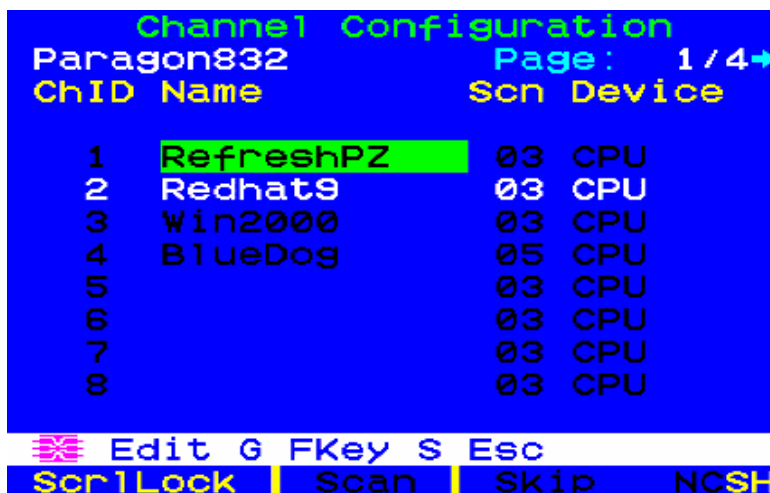 Channel Configuration
Paragon832 Page: 1/4
ChID Name Scn Device
1 RefreshPZ 03 CPU
2 Redhat9 03 CPU
3 Win2000 03 CPU
4 BlueDog 05 CPU
5 03 CPU
6 03 CPU
7 03 CPU
8 03 CPU
Edit G FKey S Esc
ScrlLock Scan Skip NCSH